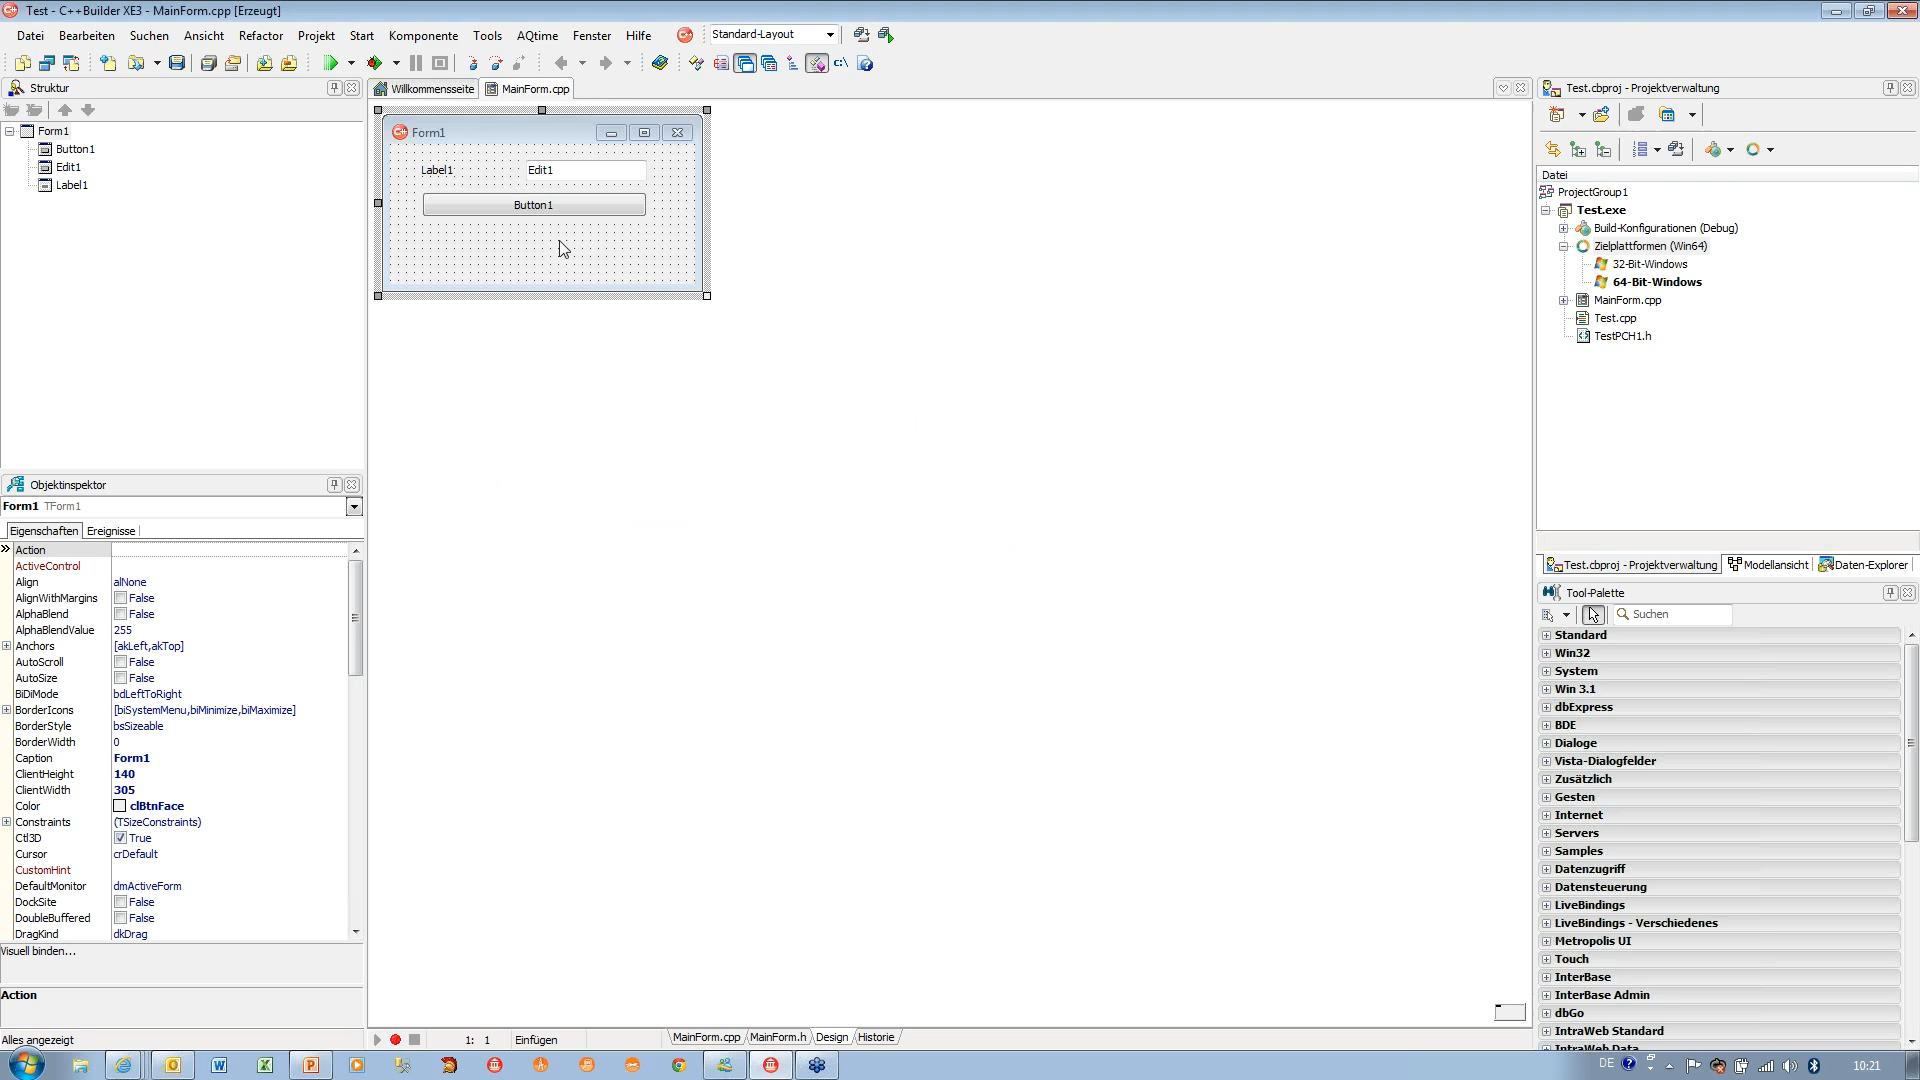 Test - C++Builder XE3 - MainForm.cpp [Erzeugt]
Datei Bearbeiten Suchen Ansicht Refactor Projekt Start Komponente Tools AQtime Fenster Hilfe Standard-Layout
Struktur
Form1
Button1
Edit1
Label1
Objektinspektor
Form1 TForm1
Eigenschaften Ereignisse
Action
ActiveControl
Align alNone
AlignWithMargins False
AlphaBlend False
AlphaBlendValue 255
Anchors [akLeft,akTop]
AutoScroll False
AutoSize False
BiDiMode bdLeftToRight
BorderIcons [biSystemMenu,biMinimize,biMaximize]
BorderStyle bsSizeable
BorderWidth 0
Caption Form1
ClientHeight 140
ClientWidth 305
Color clBtnFace
Constraints (TSizeConstraints)
Ctl3D True
Cursor crDefault
CustomHint
DefaultMonitor dmActiveForm
DockSite False
DoubleBuffered False
DragKind dkDrag
Visuell binden...
Action
Alles angezeigt
Willkommensseite MainForm.cpp
Form1
Label1 Edit1
Button1
1: 1 Einfügen
MainForm.cpp MainForm.h Design Historie
Test.cbproj - Projektverwaltung
Datei
ProjectGroup1
Test.exe
Build-Konfigurationen (Debug)
Zielplattformen (Win64)
32-Bit-Windows
64-Bit-Windows
MainForm.cpp
Test.cpp
TestPCH1.h
Test.cbproj - Projektverwaltung Modellansicht Daten-Explorer
Tool-Palette
Suchen
Standard
Win32
System
Win 3.1
dbExpress
BDE
Dialoge
Vista-Dialogfelder
Zusätzlich
Gesten
Internet
Servers
Samples
Datenzugriff
Datensteuerung
LiveBindings
LiveBindings - Verschiedenes
Metropolis UI
Touch
InterBase
InterBase Admin
dbGo
IntraWeb Standard
IntraWeb Data
DE 10:21